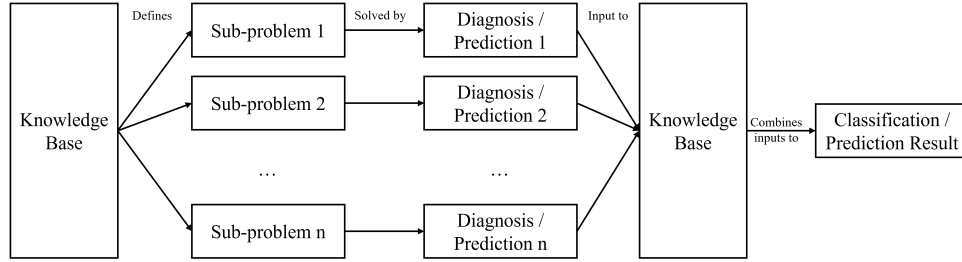 Defines
Solved by
Input to
Knowledge
Base
Sub-problem 1
Diagnosis /
Prediction 1
Sub-problem 2
Diagnosis /
Prediction 2
...
...
Sub-problem n
Diagnosis /
Prediction n
Knowledge
Base
Combines
inputs to
Classification /
Prediction Result